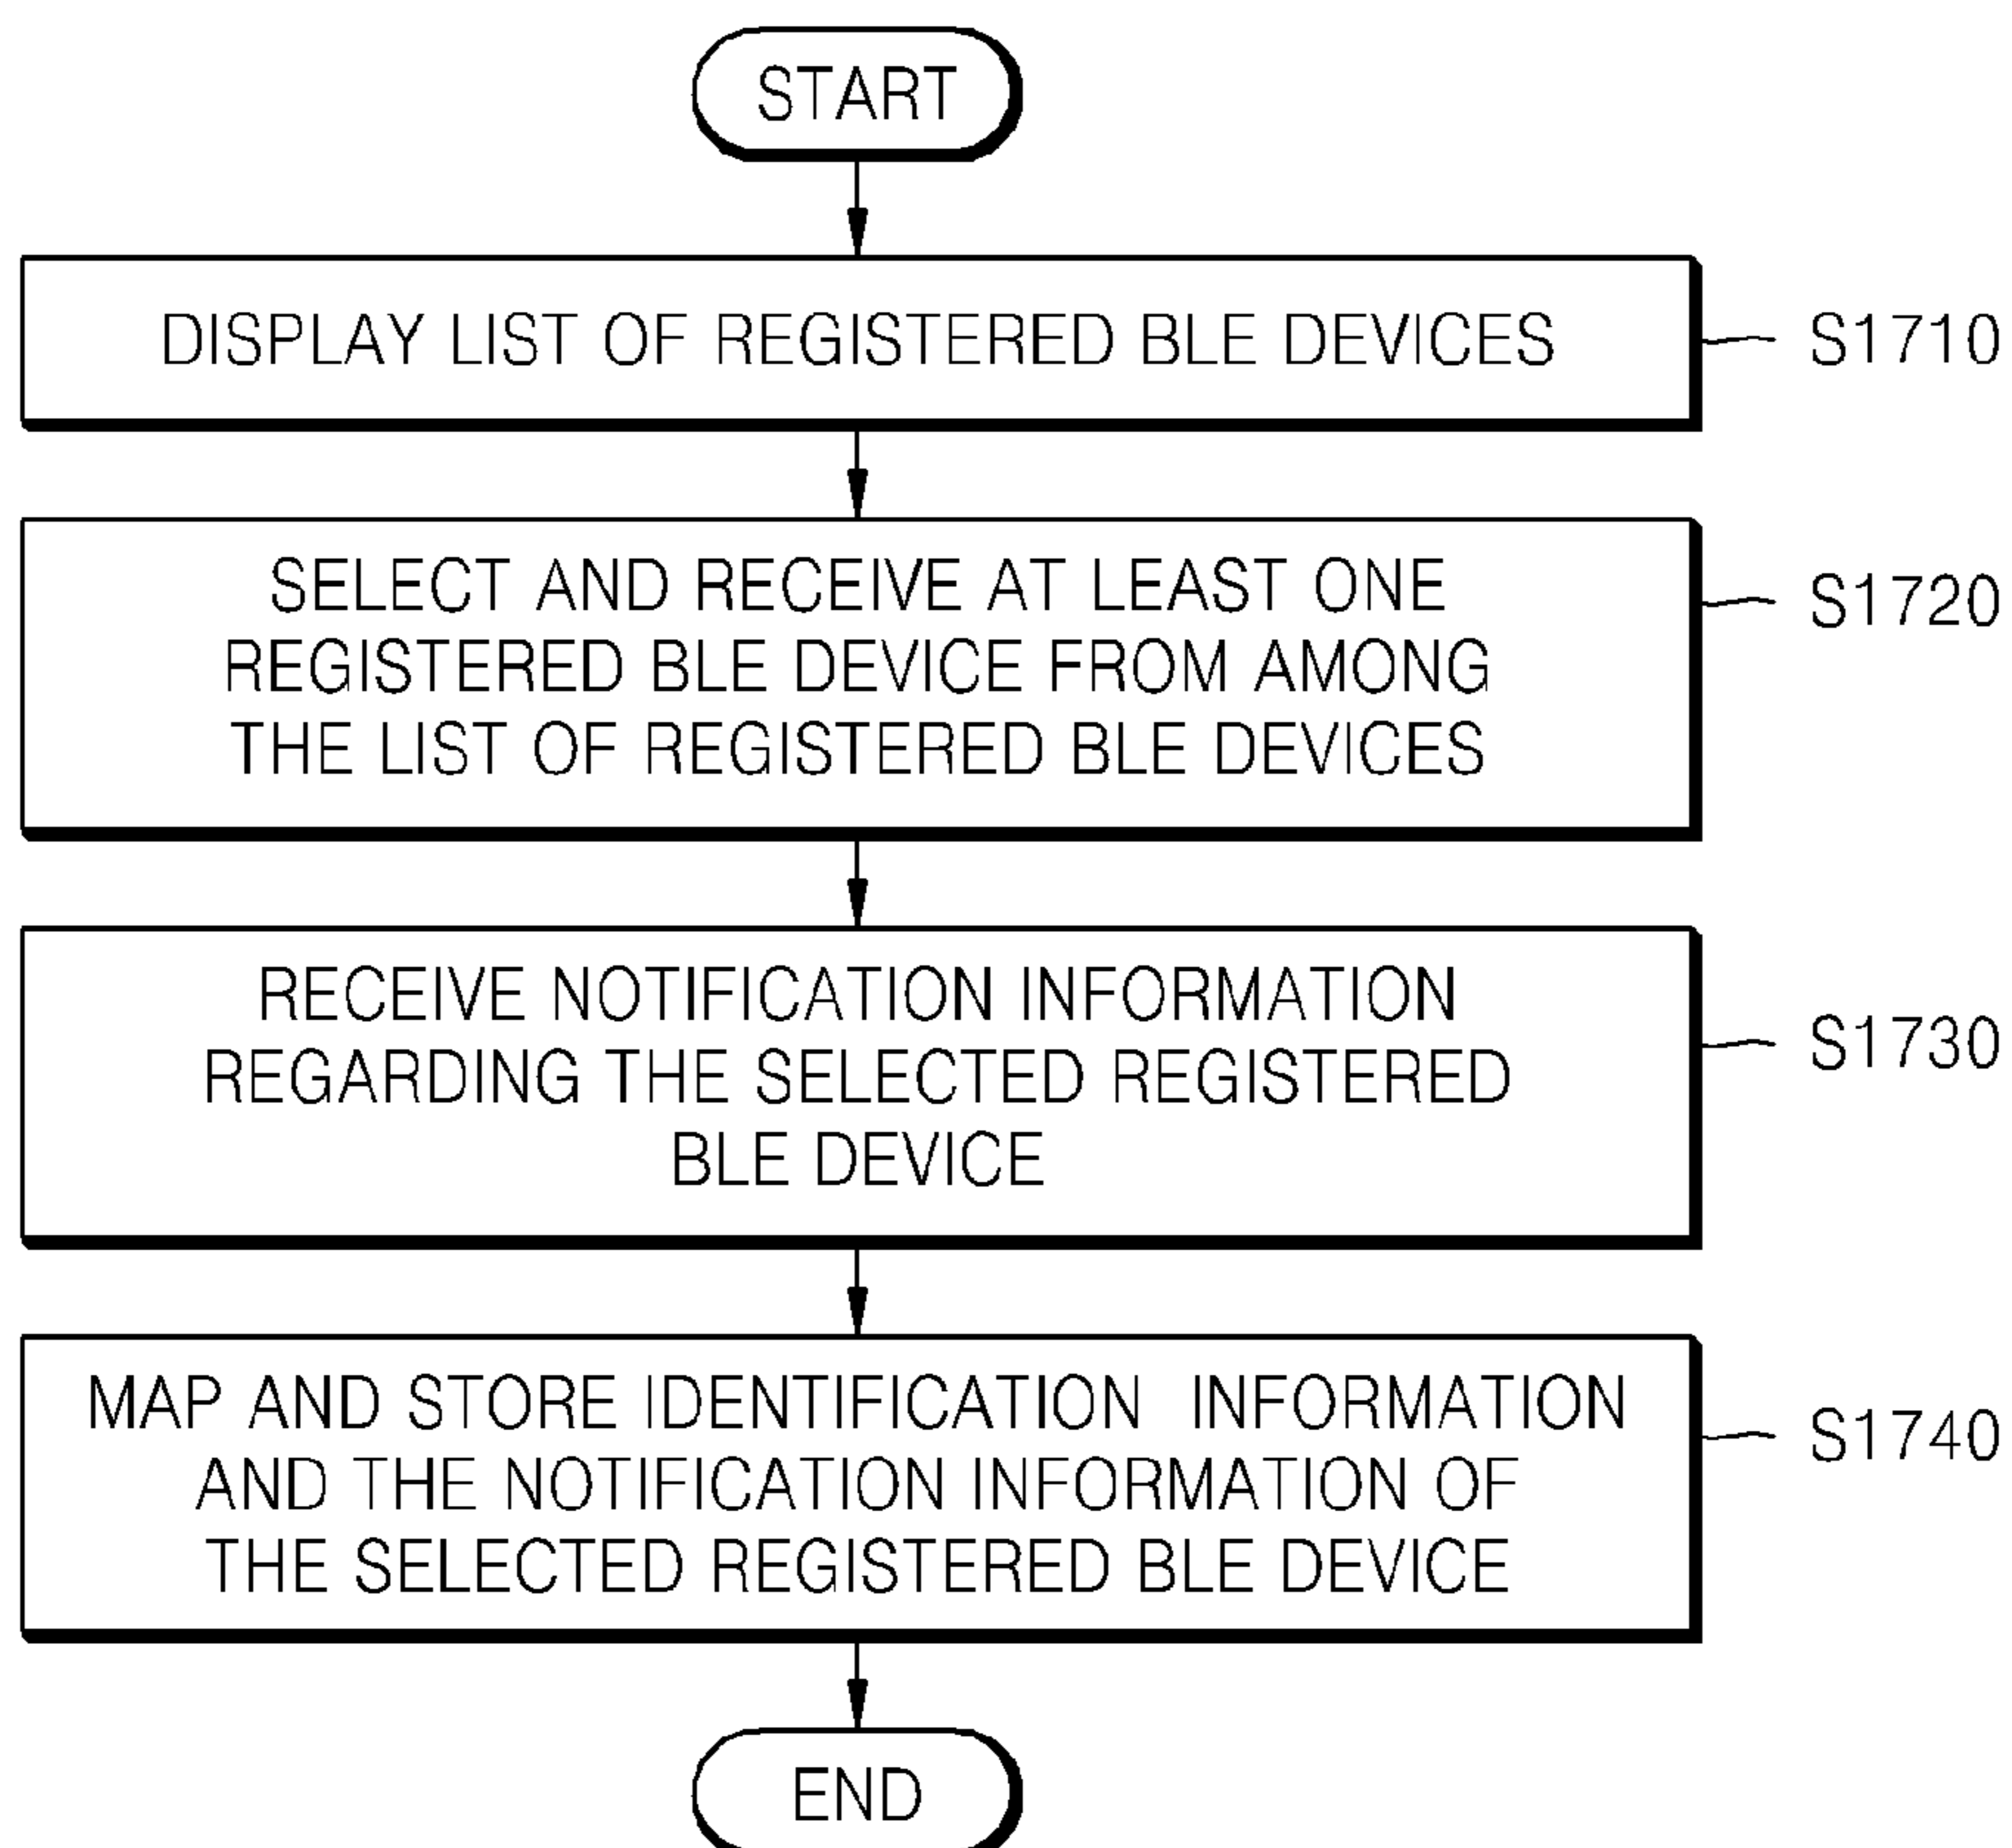 START
DISPLAY LIST OF REGISTERED BLE DEVICES
S1710
SELECT AND RECEIVE AT LEAST ONE
REGISTERED BLE DEVICE FROM AMONG
THE LIST OF REGISTERED BLE DEVICES
S1720
RECEIVE NOTIFICATION INFORMATION
REGARDING THE SELECTED REGISTERED
BLE DEVICE
S1730
MAP AND STORE IDENTIFICATION INFORMATION
AND THE NOTIFICATION INFORMATION OF
THE SELECTED REGISTERED BLE DEVICE
S1740
END